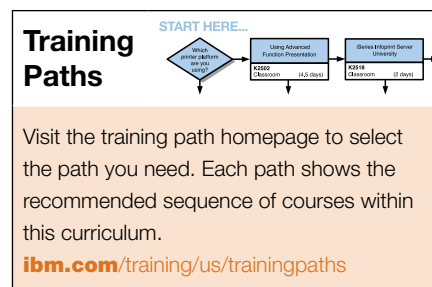 START HERE...
Training
Paths
Which
printer platform
are you
using?
Using Advanced
Function Presentation
K2502
Classroom (4,5 days)
iSeries Infoprint Server
University
K2518
Classroom (2 days)
Visit the training path homepage to select
the path you need. Each path shows the
recommended sequence of courses within
this curriculum.
ibm.com/training/us/trainingpaths